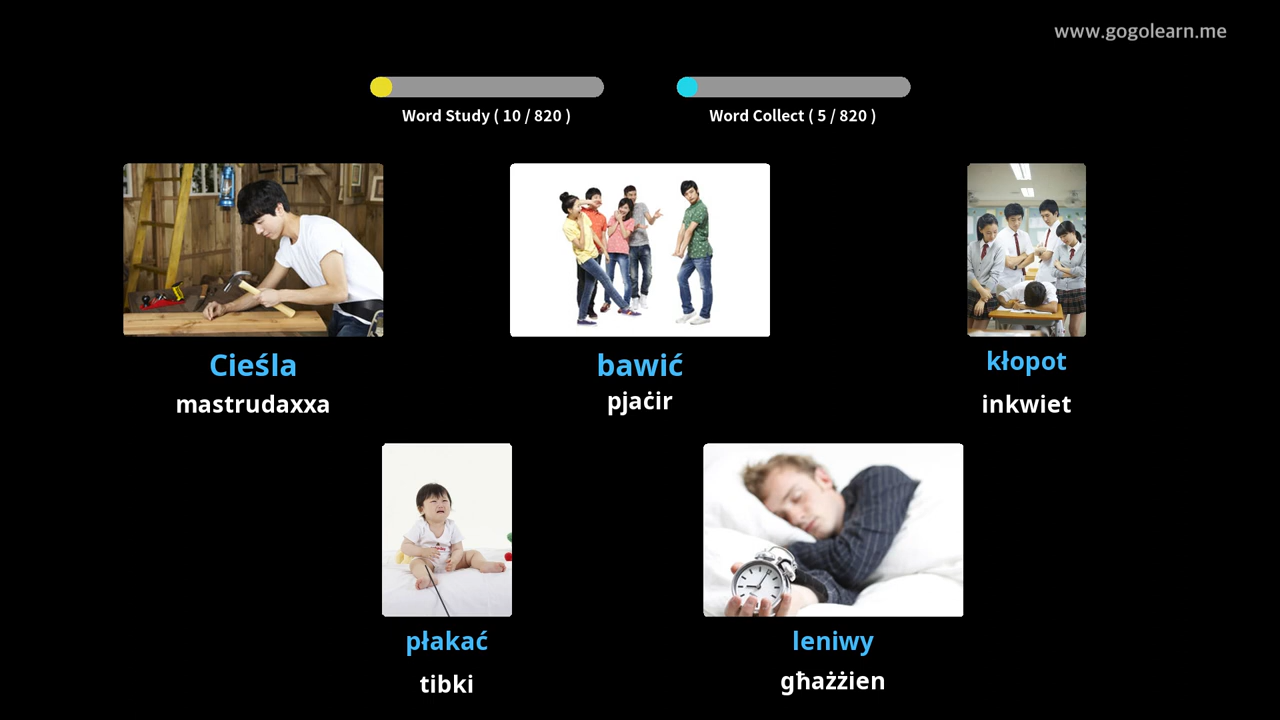 www.gogolearn.me
Word Study ( 10 / 820 )
Word Collect ( 5 / 820 )
Cieśla
mastrudaxxa
bawić
pjaċir
kłopot
inkwiet
płakać
tibki
leniwy
għażżien